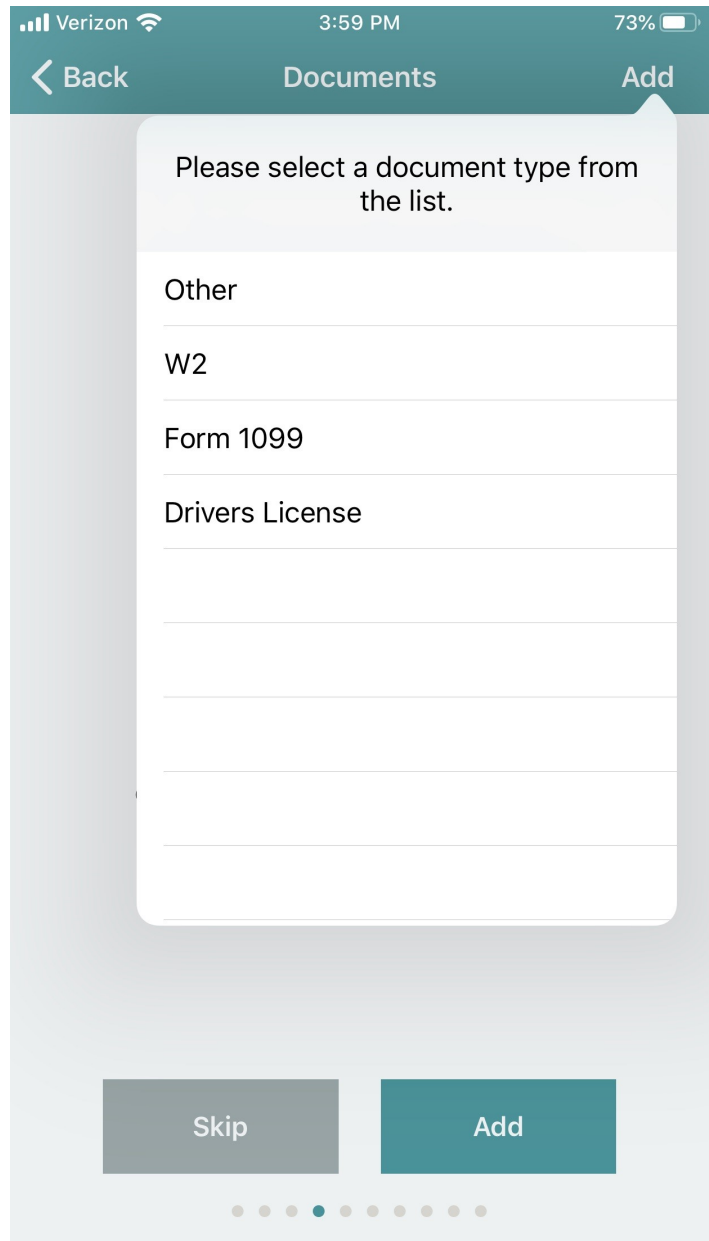 Verizon 3:59 PM 73%
Back Documents Add
Please select a document type from
the list.
Other
W2
Form 1099
Drivers License
Skip Add